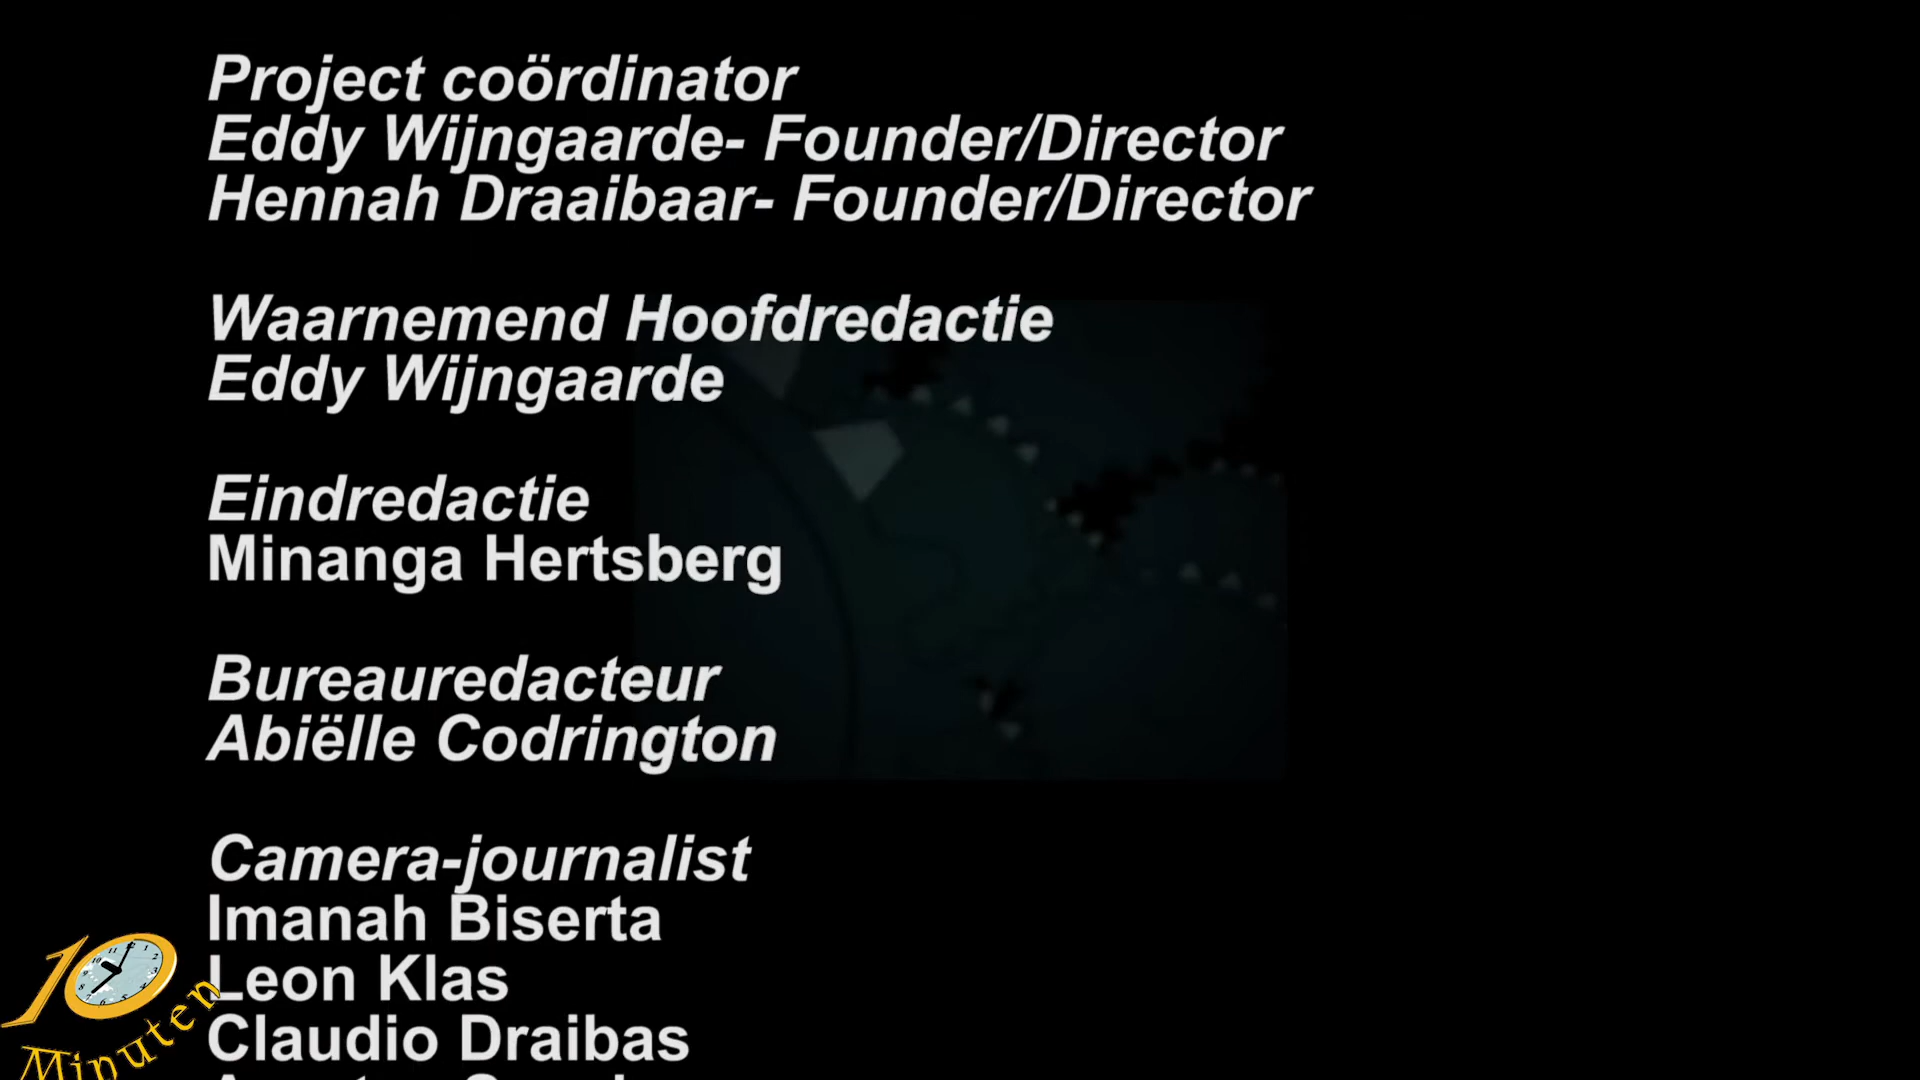 Project coördinator
Eddy Wijngaarde- Founder/Director
Hennah Draaibaar- Founder/Director
Waarnemend Hoofdredactie
Eddy Wijngaarde
Eindredactie
Minanga Hertsberg
Bureauredacteur
Abiëlle Codrington
Camera-journalist
Imanah Biserta
Leon Klas
Claudio Draibas
10
Minuten